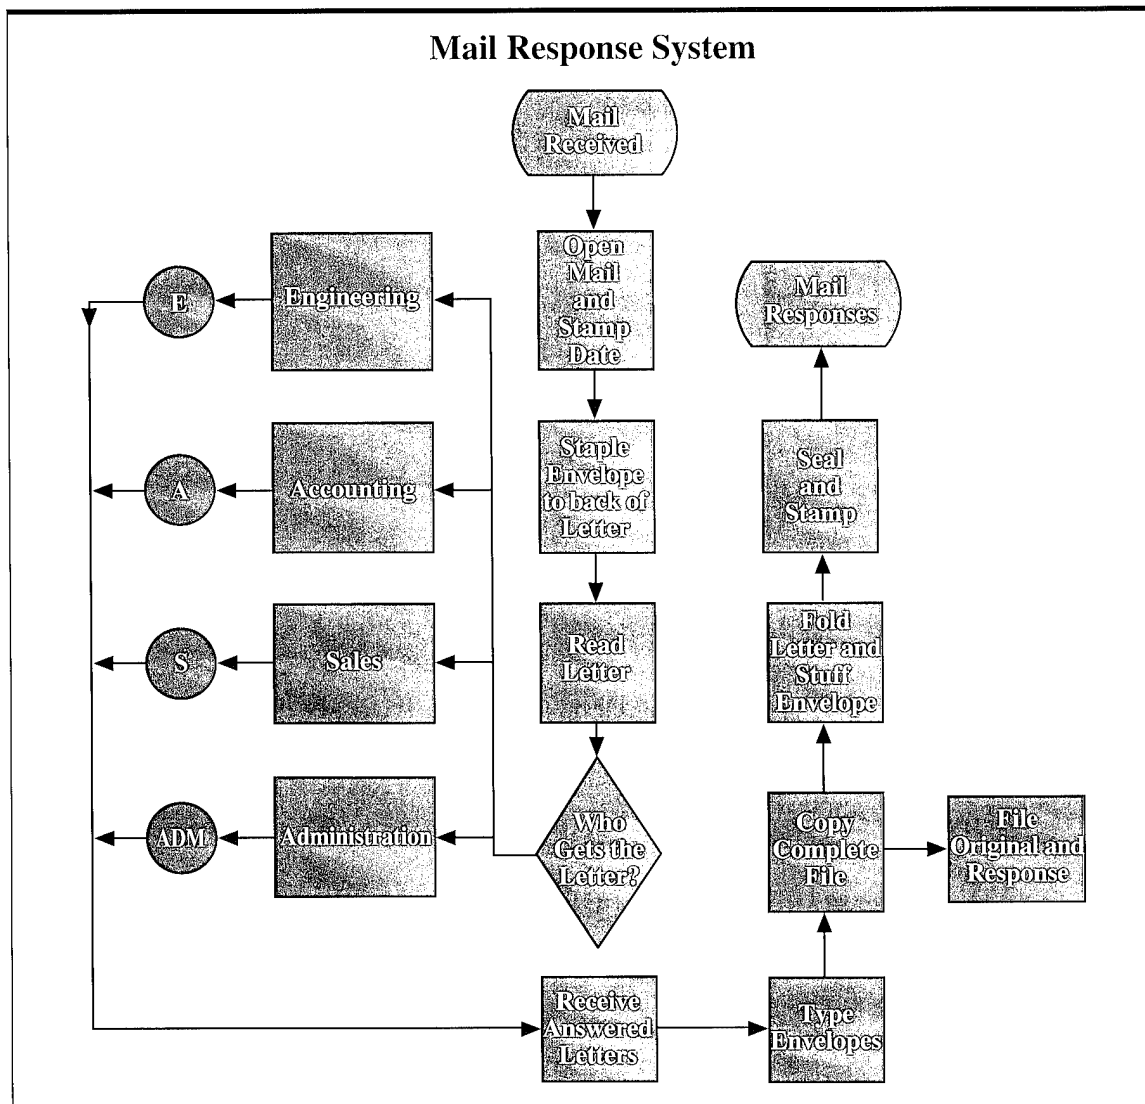 Mail Response System
Mail
Received
Open
Mail
and
Stamp
Date
Staple
Envelope
to back of
Letter
Read
Letter
Who
Gets the
Letter?
Engineering
E
Accounting
A
Sales
S
Administration
ADM
Receive
Answered
Letters
Type
Envelopes
Copy
Complete
File
File
Original and
Response
Fold
Letter and
Stuff
Envelope
Seal
and
Stamp
Mail
Responses